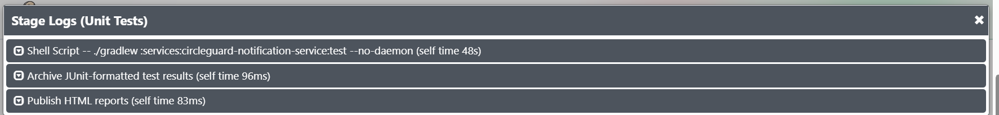 Stage Logs (Unit Tests)
Shell Script -- ./gradlew :services:circleguard-notification-service:test --no-daemon (self time 48s)
Archive JUnit-formatted test results (self time 96ms)
Publish HTML reports (self time 83ms)